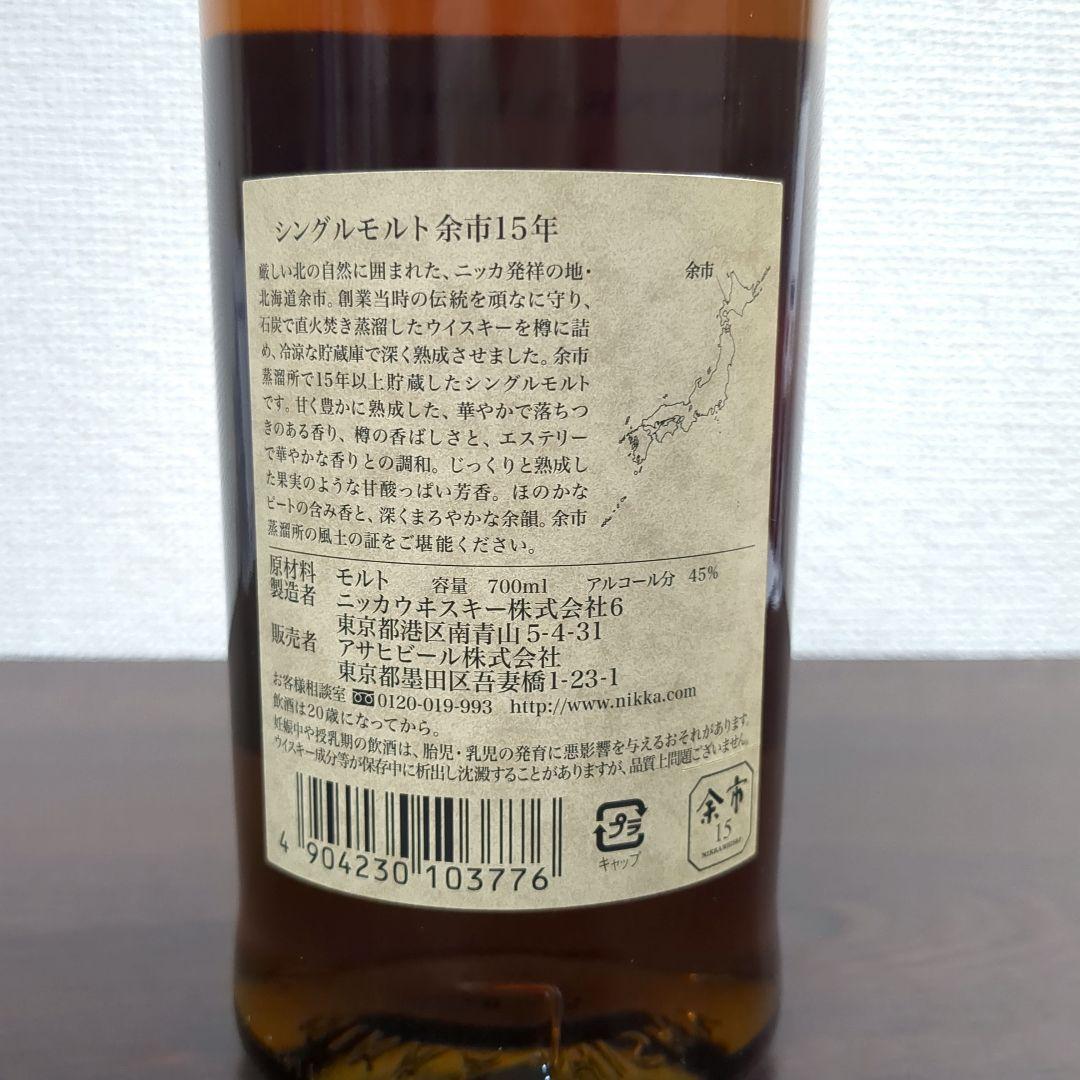 シングルモルト余市15年
厳しい北の自然に囲まれた、ニッカ発祥の地・
北海道余市。創業当時の伝統を頑なに守り、
石炭で直火焚き蒸溜したウイスキーを樽に詰
め、冷涼な貯蔵庫で深く熟成させました。余市
蒸溜所で15年以上貯蔵したシングルモルト
です。甘く豊かに熟成した、華やかで落ちつ
きのある香り、樽の香ばしさと、エステリー
で華やかな香りとの調和。じっくりと熟成し
た果実のような甘酸っぱい芳香。ほのかな
ピートの含み香と、深くまろやかな余韻。余市
蒸溜所の風土の証をご堪能ください。
余市
原材料 モルト 容量 700ml アルコール分 45%
製造者 ニッカウヰスキー株式会社6
東京都港区南青山5-4-31
販売者 アサヒビール株式会社
東京都墨田区吾妻橋1-23-1
お客様相談室 0120-019-993 http://www.nikka.com
飲酒は20歳になってから。
妊娠中や授乳期の飲酒は、胎児・乳児の発育に悪影響を与えるおそれがあります。
ウイスキー成分等が保存中に析出し沈澱することがありますが、品質上問題ございません。
4 904230 103776
プラ
キャップ
余市
15
NIKKA WHISKY